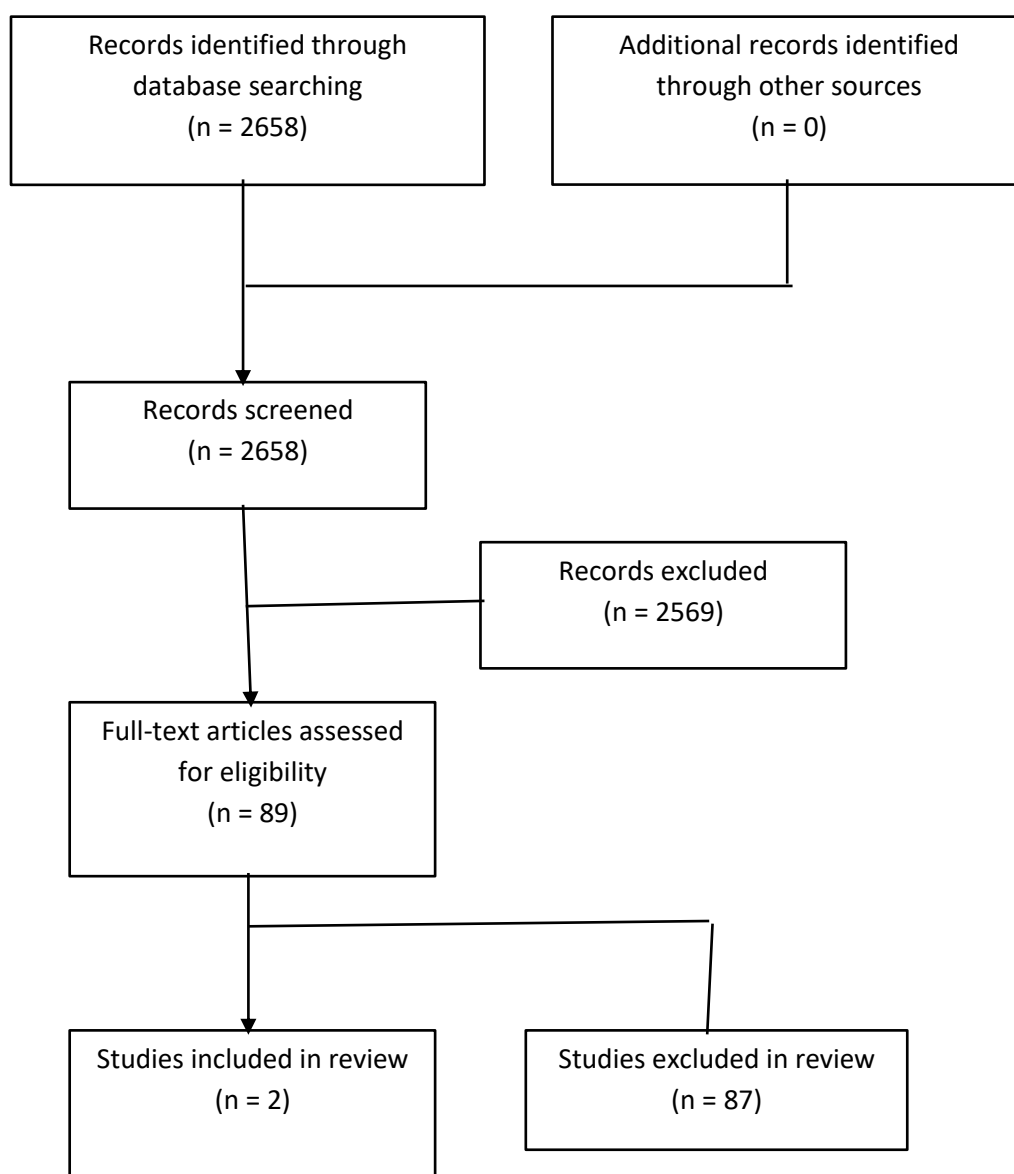 Records identified through
database searching
(n = 2658)
Additional records identified
through other sources
(n = 0)
Records screened
(n = 2658)
Records excluded
(n = 2569)
Full-text articles assessed
for eligibility
(n = 89)
Studies included in review
(n = 2)
Studies excluded in review
(n = 87)